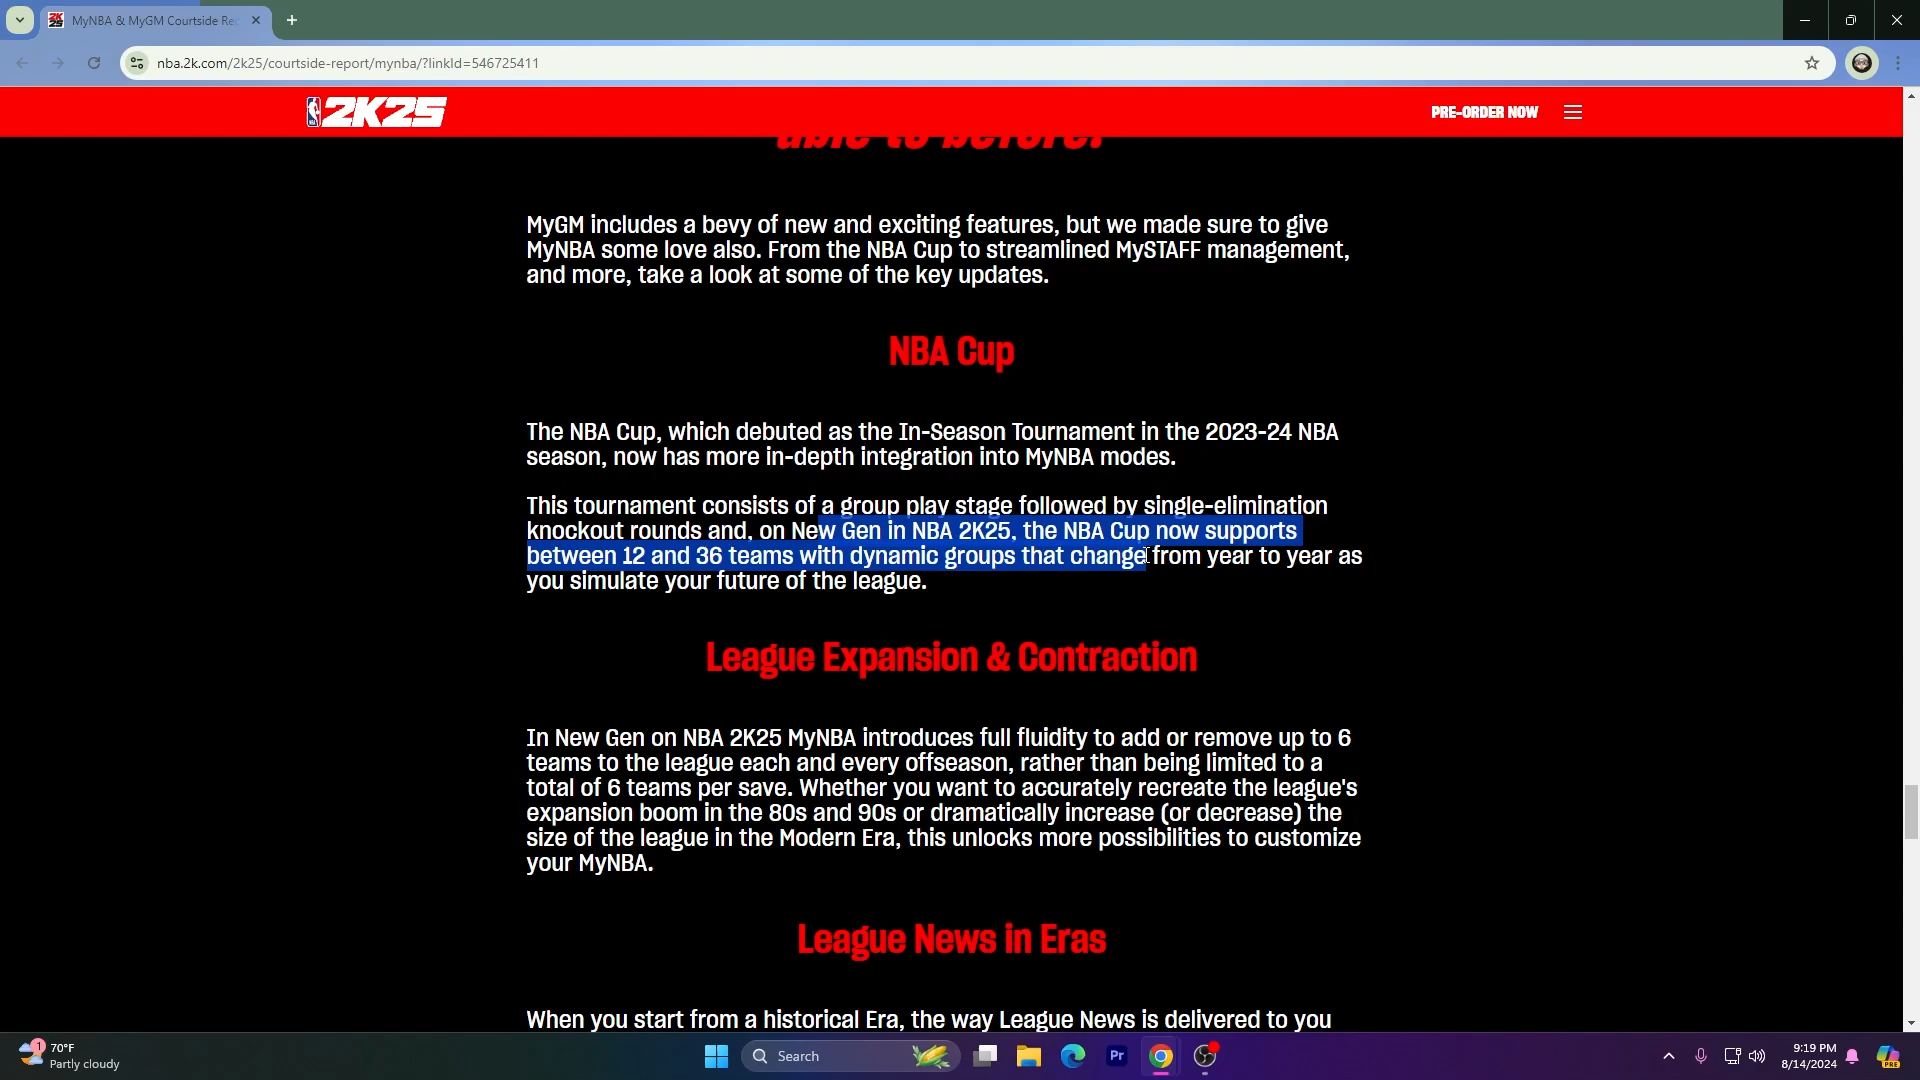 MyNBA & MyGM Courtside Re
nba.2k.com/2k25/courtside-report/mynba/?linkId=546725411
2K25
PRE-ORDER NOW
able to before.
MyGM includes a bevy of new and exciting features, but we made sure to give
MyNBA some love also. From the NBA Cup to streamlined MySTAFF management,
and more, take a look at some of the key updates.
NBA Cup
The NBA Cup, which debuted as the In-Season Tournament in the 2023-24 NBA
season, now has more in-depth integration into MyNBA modes.
This tournament consists of a group play stage followed by single-elimination
knockout rounds and, on New Gen in NBA 2K25, the NBA Cup now supports
between 12 and 36 teams with dynamic groups that change from year to year as
you simulate your future of the league.
League Expansion & Contraction
In New Gen on NBA 2K25 MyNBA introduces full fluidity to add or remove up to 6
teams to the league each and every offseason, rather than being limited to a
total of 6 teams per save. Whether you want to accurately recreate the league's
expansion boom in the 80s and 90s or dramatically increase (or decrease) the
size of the league in the Modern Era, this unlocks more possibilities to customize
your MyNBA.
League News in Eras
When you start from a historical Era, the way League News is delivered to you
1
70°F
Partly cloudy
Search
Pr
9:19 PM
8/14/2024
PRE